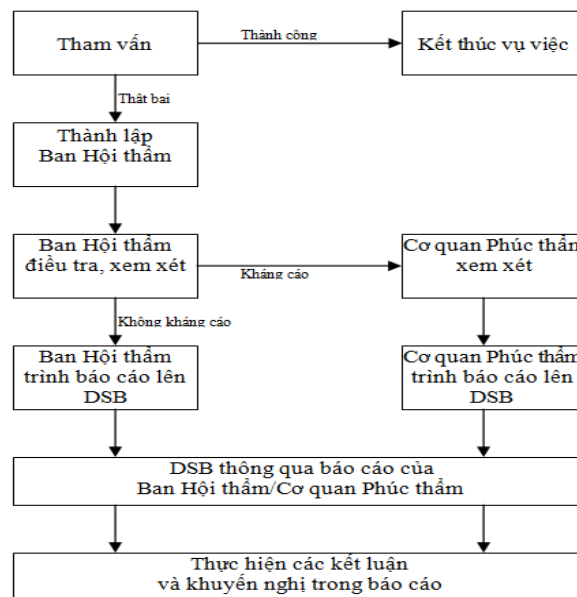 Tham vấn
Thành công
Kết thúc vụ việc
Thât bai
Thành lập
Ban Hội thẩm
Ban Hội thẩm
điều tra, xem xét
Kháng cáo
Cơ quan Phúc thẩm
xem xét
Không kháng cáo
Ban Hội thẩm
trình báo cáo lên
DSB
Cơ quan Phúc thẩm
trình báo cáo lên
DSB
DSB thông qua báo cáo của
Ban Hội thẩm/Cơ quan Phúc thẩm
Thực hiện các kết luận
và khuyến nghị trong báo cáo